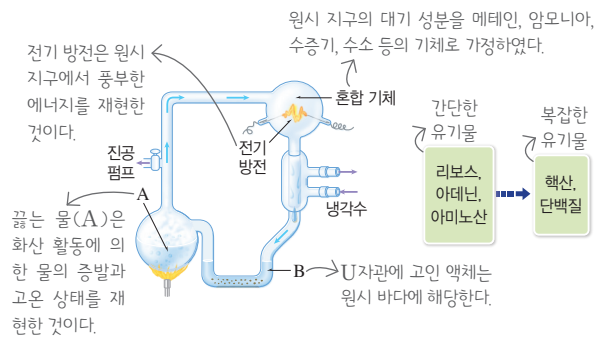 원시 지구의 대기 성분을 메테인, 암모니아,
수증기, 수소 등의 기체로 가정하였다.
전기 방전은 원시
지구에서 풍부한
에너지를 재현한
것이다.
혼합 기체
전기
방전
진공
펌프
A
냉각수
끓는 물(A)은
화산 활동에 의
한 물의 증발과
고온 상태를 재
현한 것이다.
B
U자관에 고인 액체는
원시 바다에 해당한다.
간단한
유기물
리보스,
아데닌,
아미노산
복잡한
유기물
핵산,
단백질